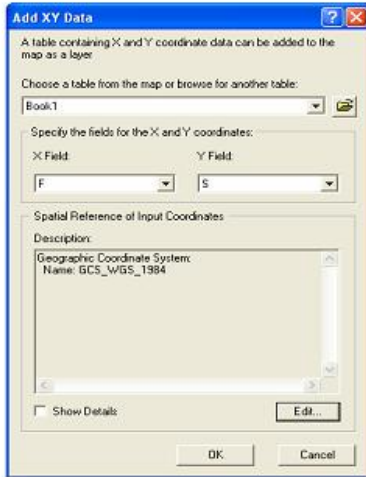 Add XY Data
A table containing X and Y coordinate data can be added to the
map as a layer
Choose a table from the map or browse for another table:
Book1
Specify the fields for the X and Y coordinates:
X Field: Y Field:
F S
Spatial Reference of Input Coordinates
Description:
Geographic Coordinate System:
Name: GCS_WGS_1984
Show Details Edit...
OK Cancel